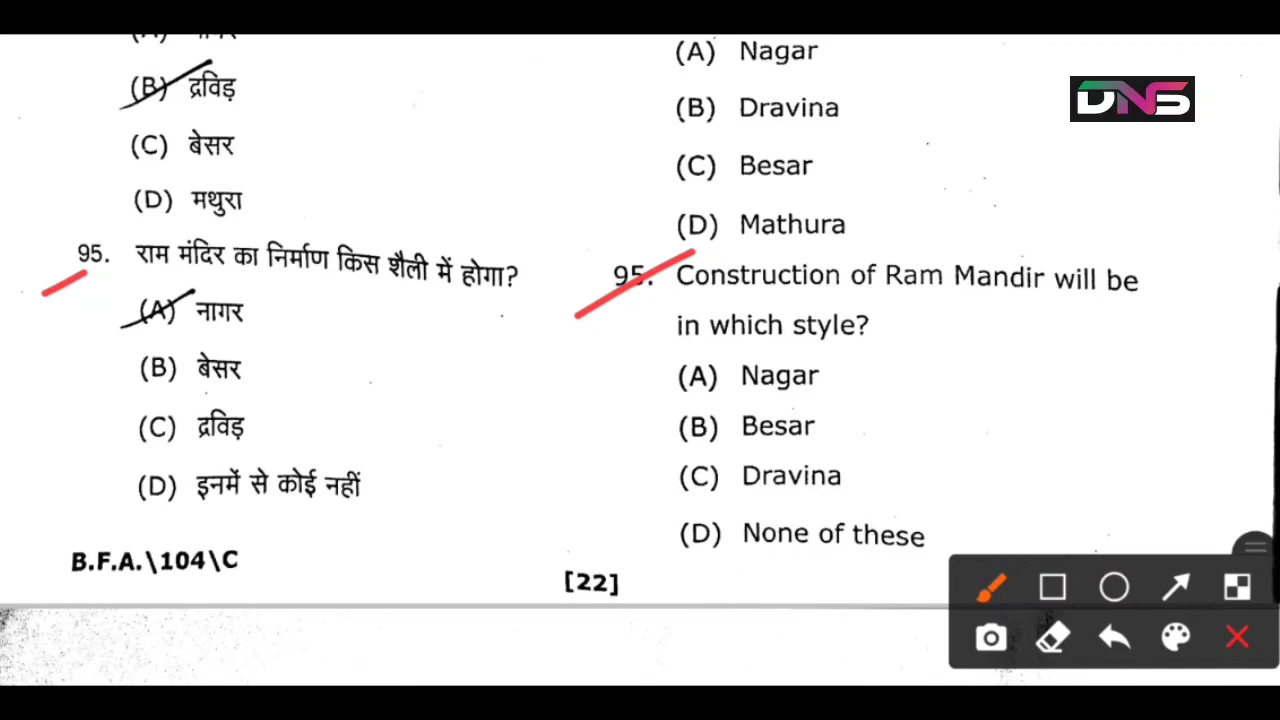 (B) द्रविड़
(C) बेसर
(D) मथुरा
95. राम मंदिर का निर्माण किस शैली में होगा?
(A) नागर
(B) बेसर
(C) द्रविड़
(D) इनमें से कोई नहीं
B.F.A.\104\C
(A) Nagar
(B) Dravina
(C) Besar
(D) Mathura
95. Construction of Ram Mandir will be
in which style?
(A) Nagar
(B) Besar
(C) Dravina
(D) None of these
[22]
DNS